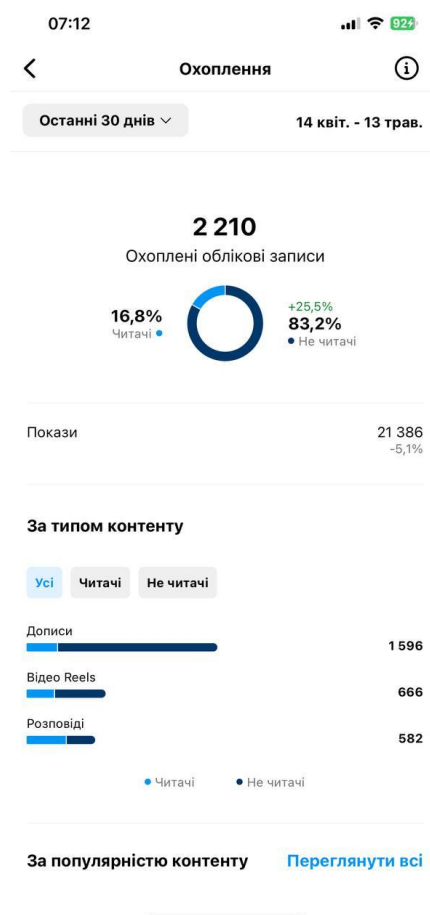 07:12
92
Охоплення
Останні 30 днів
14 квіт. - 13 трав.
2 210
Охоплені облікові записи
16,8%
Читачі
+25,5%
83,2%
Не читачі
Покази
21 386
-5,1%
За типом контенту
Усі
Читачі
Не читачі
Дописи
1 596
Відео Reels
666
Розповіді
582
Читачі
Не читачі
За популярністю контенту
Переглянути всі